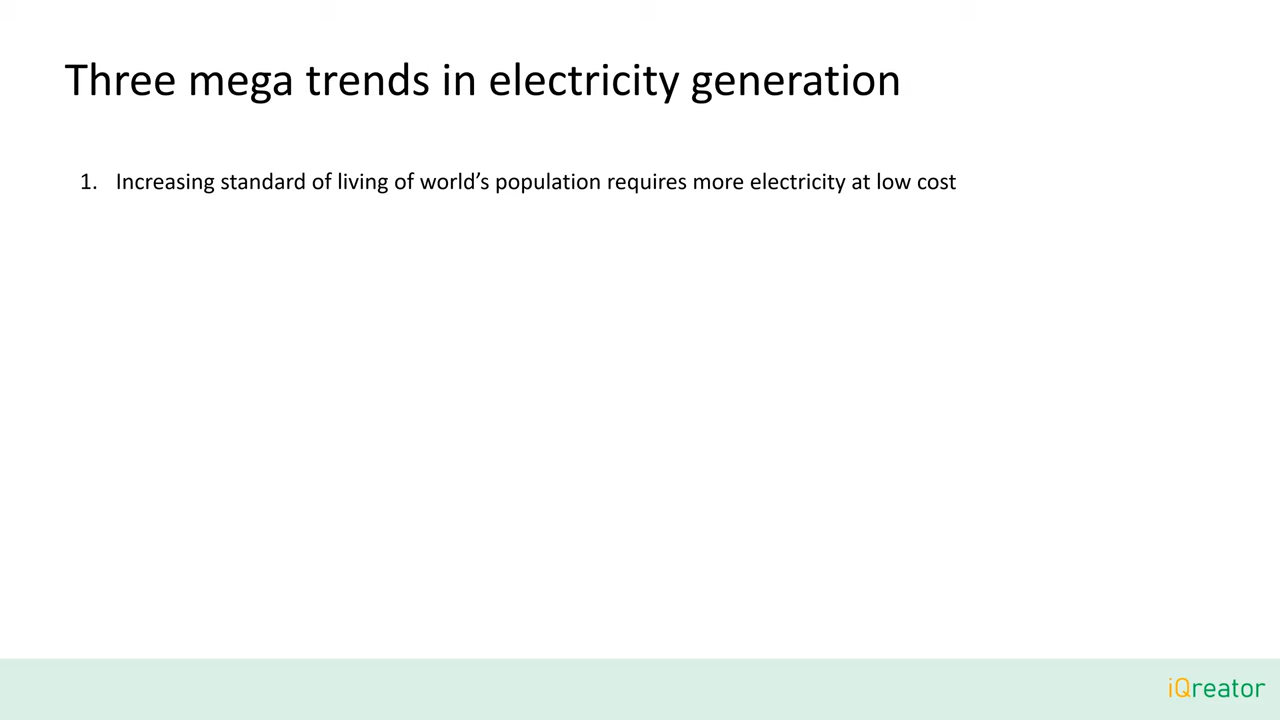 Three mega trends in electricity generation
1. Increasing standard of living of world’s population requires more electricity at low cost
iQreator